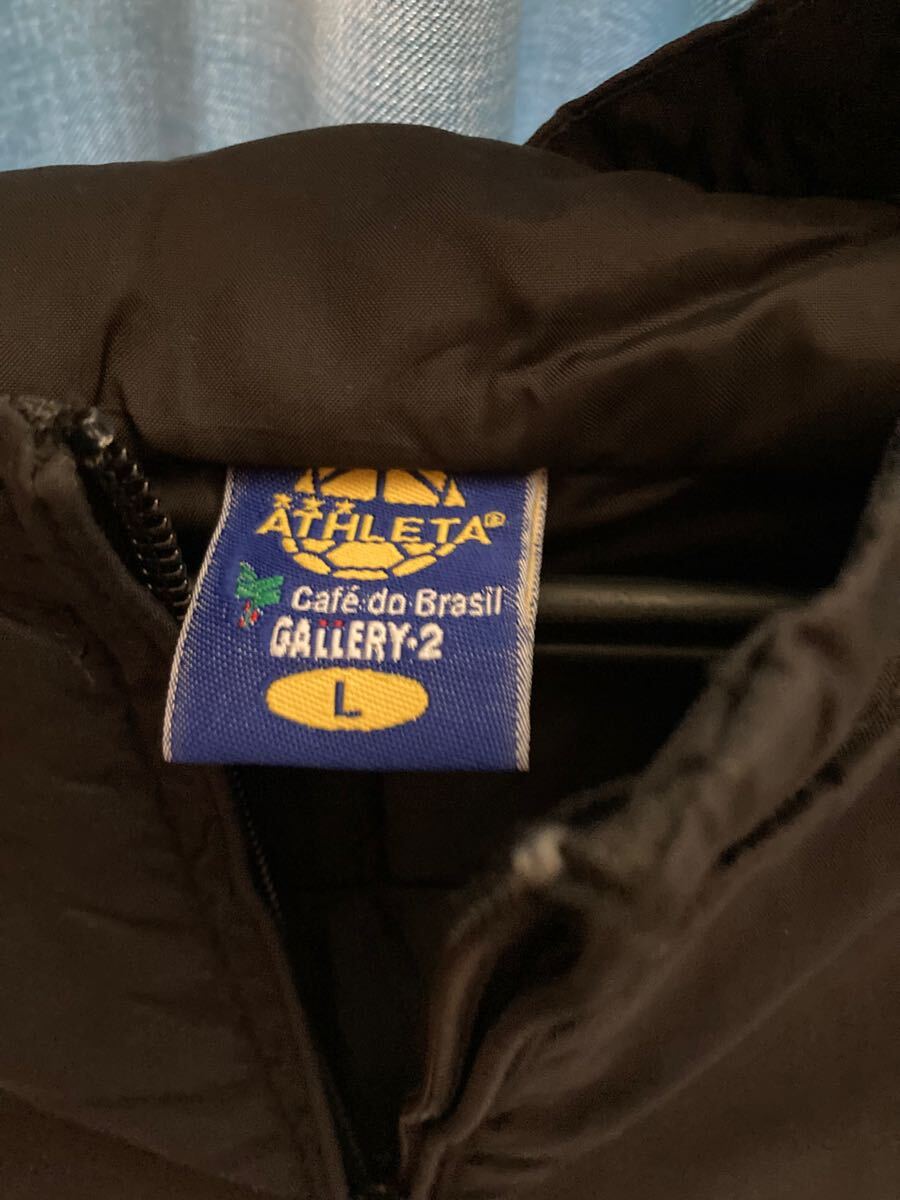 ATHLETA®
Café do Brasil
GALLERY·2
L